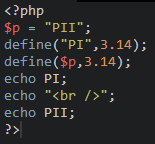 <?php
$p = "PII";
define("PI",3.14);
define($p,3.14);
echo PI;
echo "<br />";
echo PII;
?>